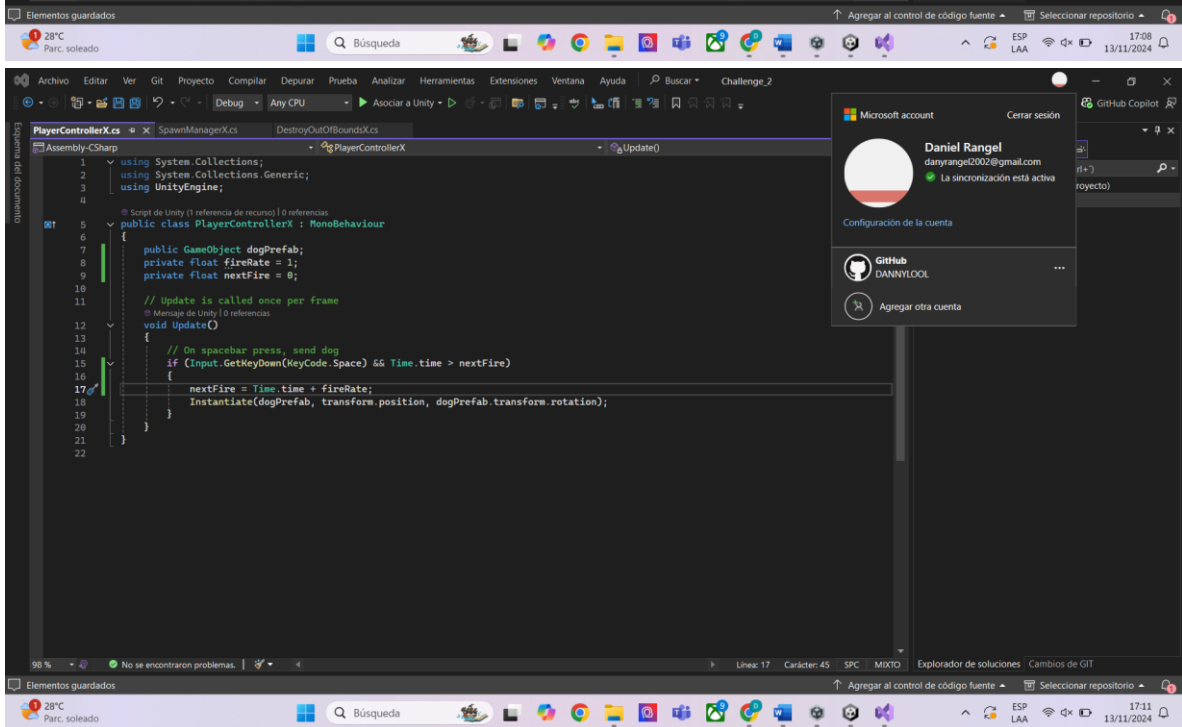 Elementos guardados
Agregar al control de código fuente
Seleccionar repositorio
1
28°C
Parc. soleado
Búsqueda
9
ESP
LAA
17:08
13/11/2024
Archivo Editar Ver Git Proyecto Compilar Depurar Prueba Analizar Herramientas Extensiones Ventana Ayuda Buscar Challenge_2
Debug Any CPU Asociar a Unity GitHub Copilot
Esquema del documento
PlayerControllerX.cs SpawnManagerX.cs DestroyOutOfBoundsX.cs
Assembly-CSharp PlayerControllerX Update()
1 using System.Collections;
2 using System.Collections.Generic;
3 using UnityEngine;
4
Script de Unity (1 referencia de recurso) | 0 referencias
5 public class PlayerControllerX : MonoBehaviour
6 {
7 public GameObject dogPrefab;
8 private float fireRate = 1;
9 private float nextFire = 0;
10
11 // Update is called once per frame
Mensaje de Unity | 0 referencias
12 void Update()
13 {
14 // On spacebar press, send dog
15 if (Input.GetKeyDown(KeyCode.Space) && Time.time > nextFire)
16 {
17 nextFire = Time.time + fireRate;
18 Instantiate(dogPrefab, transform.position, dogPrefab.transform.rotation);
19 }
20 }
21 }
22
Microsoft account Cerrar sesión
Daniel Rangel
danyrangel2002@gmail.com
La sincronización está activa
Configuración de la cuenta
GitHub
DANNYLOOL
...
Agregar otra cuenta
royecto)
98 % No se encontraron problemas. Línea: 17 Carácter: 45 SPC MIXTO
Explorador de soluciones Cambios de GIT
Elementos guardados
Agregar al control de código fuente
Seleccionar repositorio
1
28°C
Parc. soleado
Búsqueda
9
ESP
LAA
17:11
13/11/2024